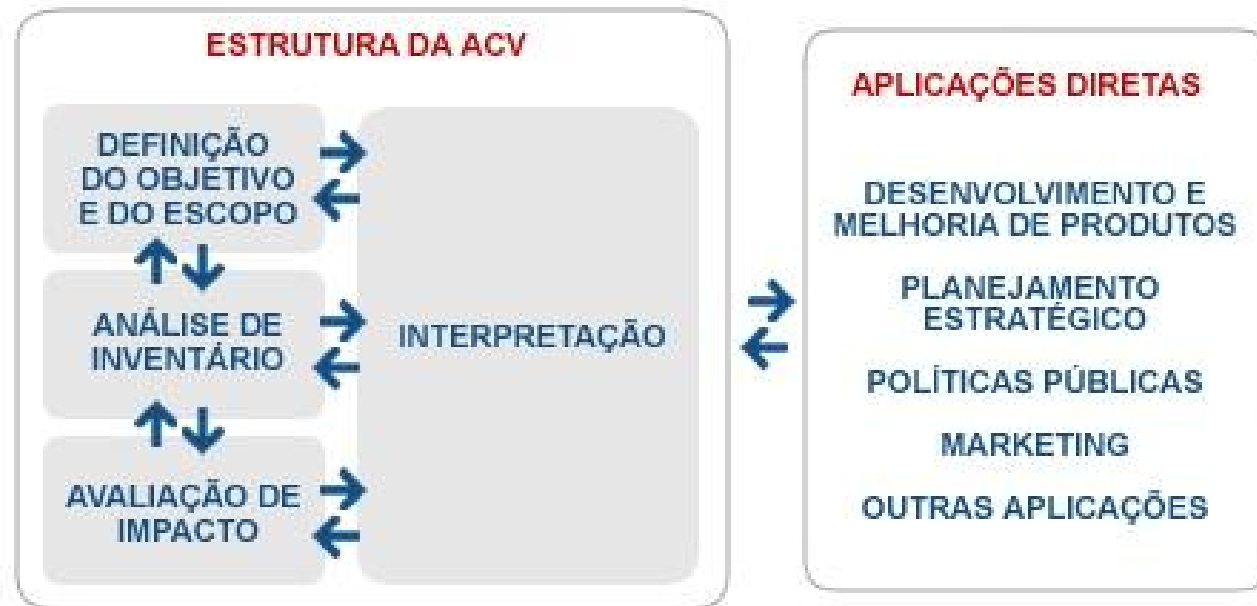 ESTRUTURA DA ACV
DEFINIÇÃO
DO OBJETIVO
E DO ESCOPO
ANÁLISE DE
INVENTÁRIO
AVALIAÇÃO DE
IMPACTO
INTERPRETAÇÃO
APLICAÇÕES DIRETAS
DESENVOLVIMENTO E
MELHORIA DE PRODUTOS
PLANEJAMENTO
ESTRATÉGICO
POLÍTICAS PÚBLICAS
MARKETING
OUTRAS APLICAÇÕES